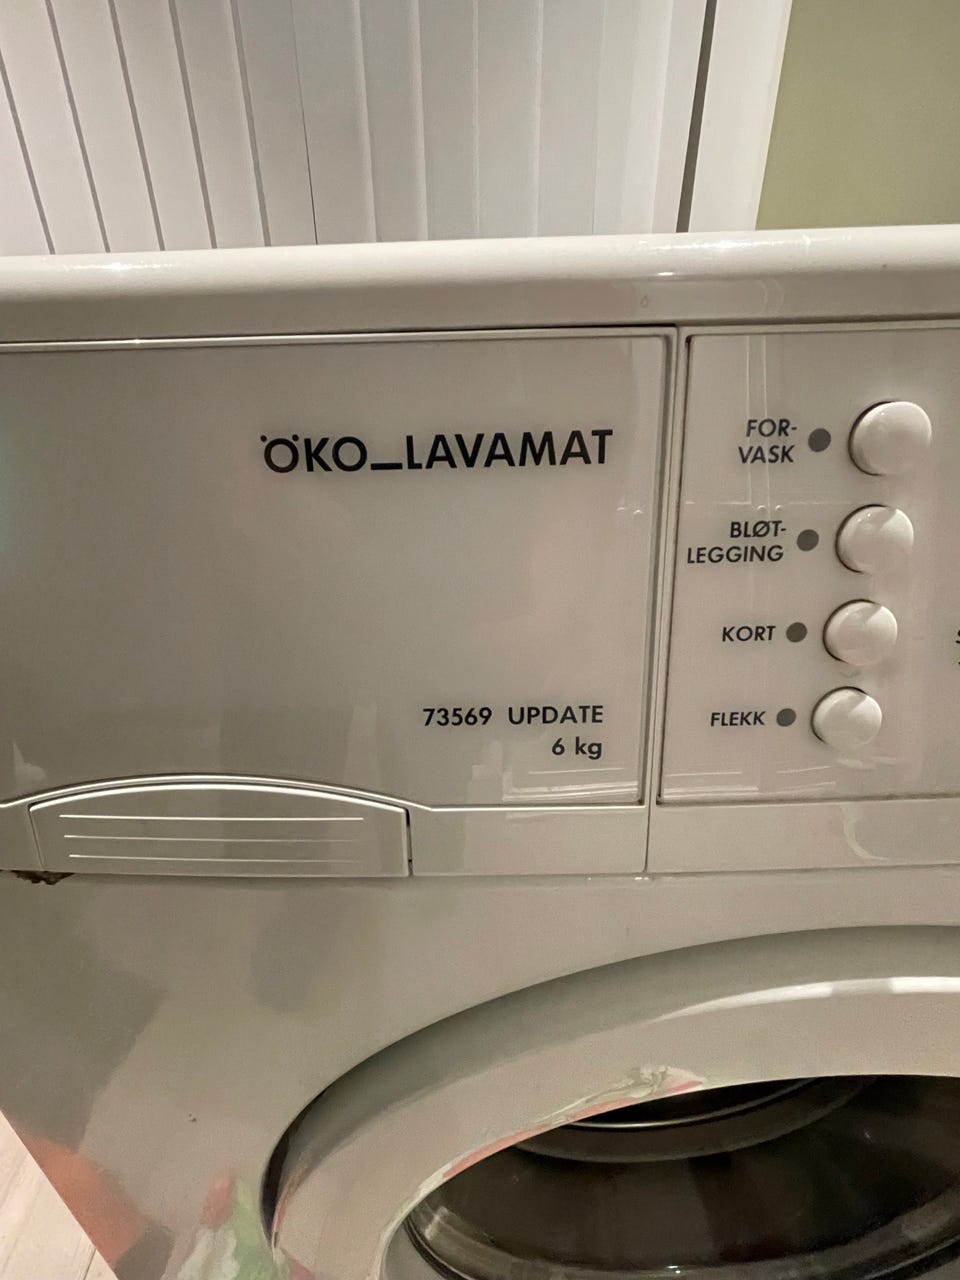 ÖKO_LAVAMAT
73569 UPDATE
6 kg
FOR-
VASK
BLØT-
LEGGING
KORT
FLEKK